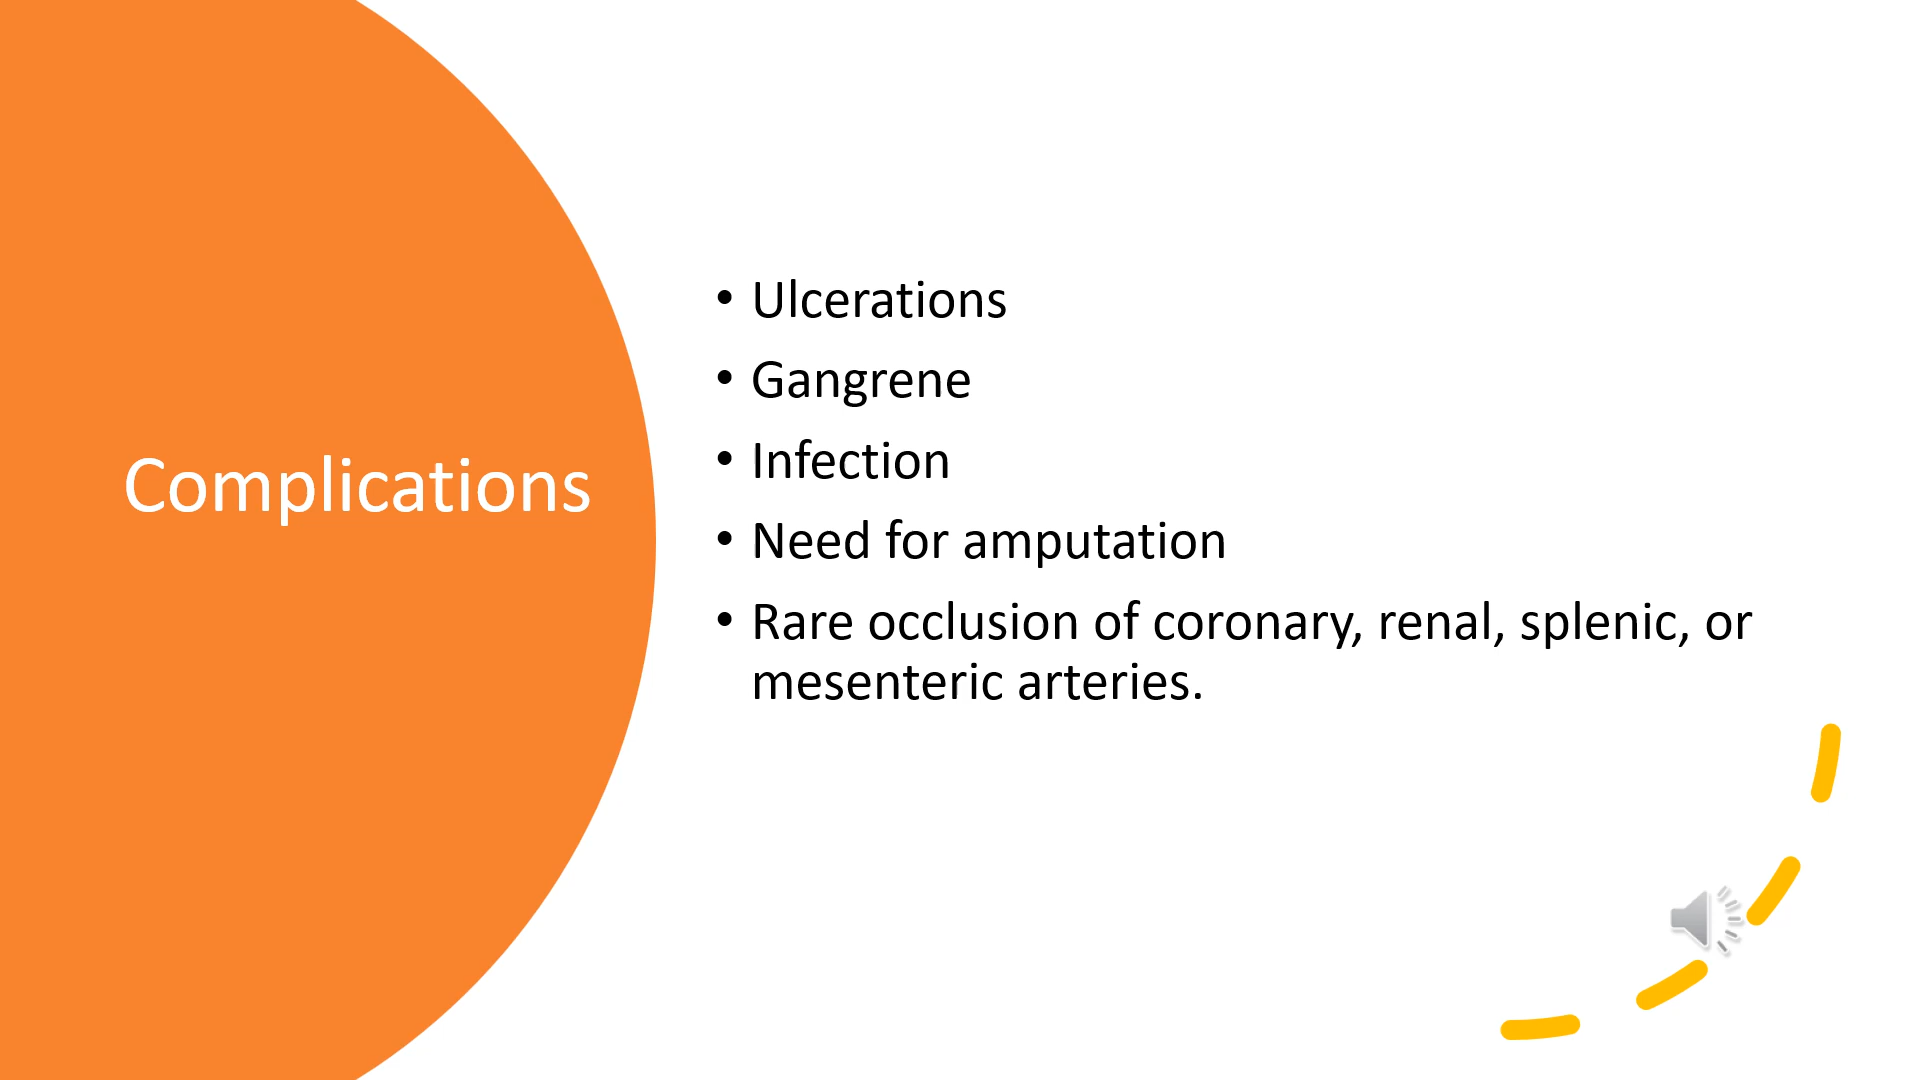 Complications
• Ulcerations
• Gangrene
• Infection
• Need for amputation
• Rare occlusion of coronary, renal, splenic, or
mesenteric arteries.